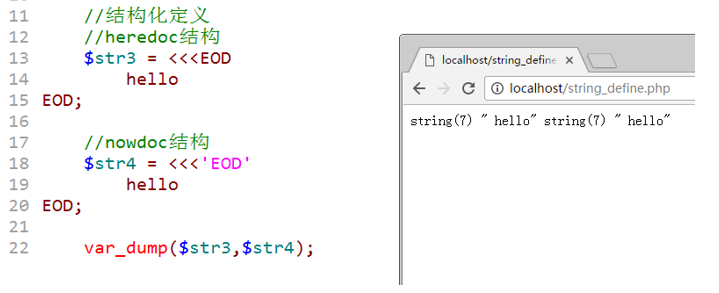 11 //结构化定义
12 //heredoc结构
13 $str3 = <<<EOD
14 hello
15 EOD;
16
17 //nowdoc结构
18 $str4 = <<<'EOD'
19 hello
20 EOD;
21
22 var_dump($str3,$str4);
localhost/string_define
localhost/string_define.php
string(7) " hello" string(7) " hello"